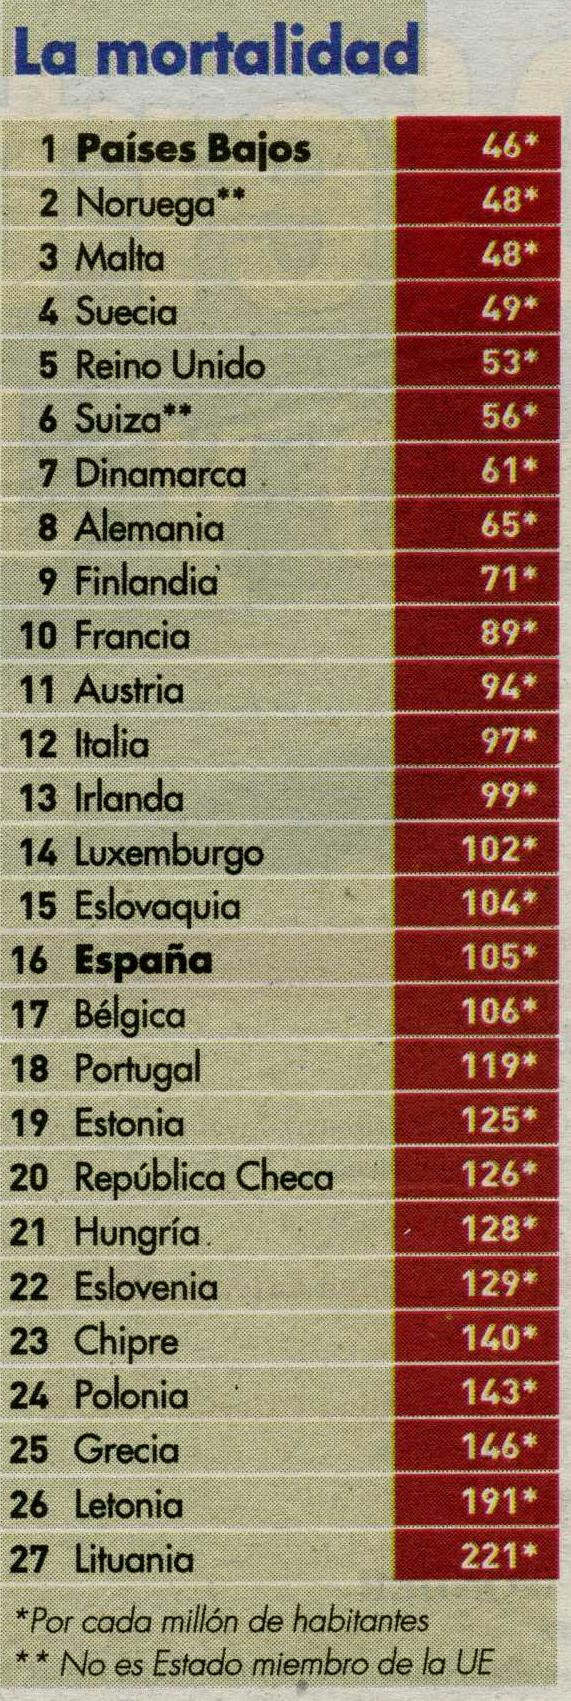 La mortalidad
1 Países Bajos 46*
2 Noruega** 48*
3 Malta 48*
4 Suecia 49*
5 Reino Unido 53*
6 Suiza** 56*
7 Dinamarca 61*
8 Alemania 65*
9 Finlandia 71*
10 Francia 89*
11 Austria 94*
12 Italia 97*
13 Irlanda 99*
14 Luxemburgo 102*
15 Eslovaquia 104*
16 España 105*
17 Bélgica 106*
18 Portugal 119*
19 Estonia 125*
20 República Checa 126*
21 Hungría 128*
22 Eslovenia 129*
23 Chipre 140*
24 Polonia 143*
25 Grecia 146*
26 Letonia 191*
27 Lituania 221*
*Por cada millón de habitantes
** No es Estado miembro de la UE